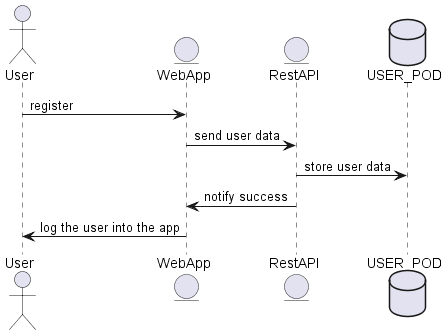 User WebApp RestAPI USER_POD
register
send user data
store user data
notify success
log the user into the app
User WebApp RestAPI USER_POD